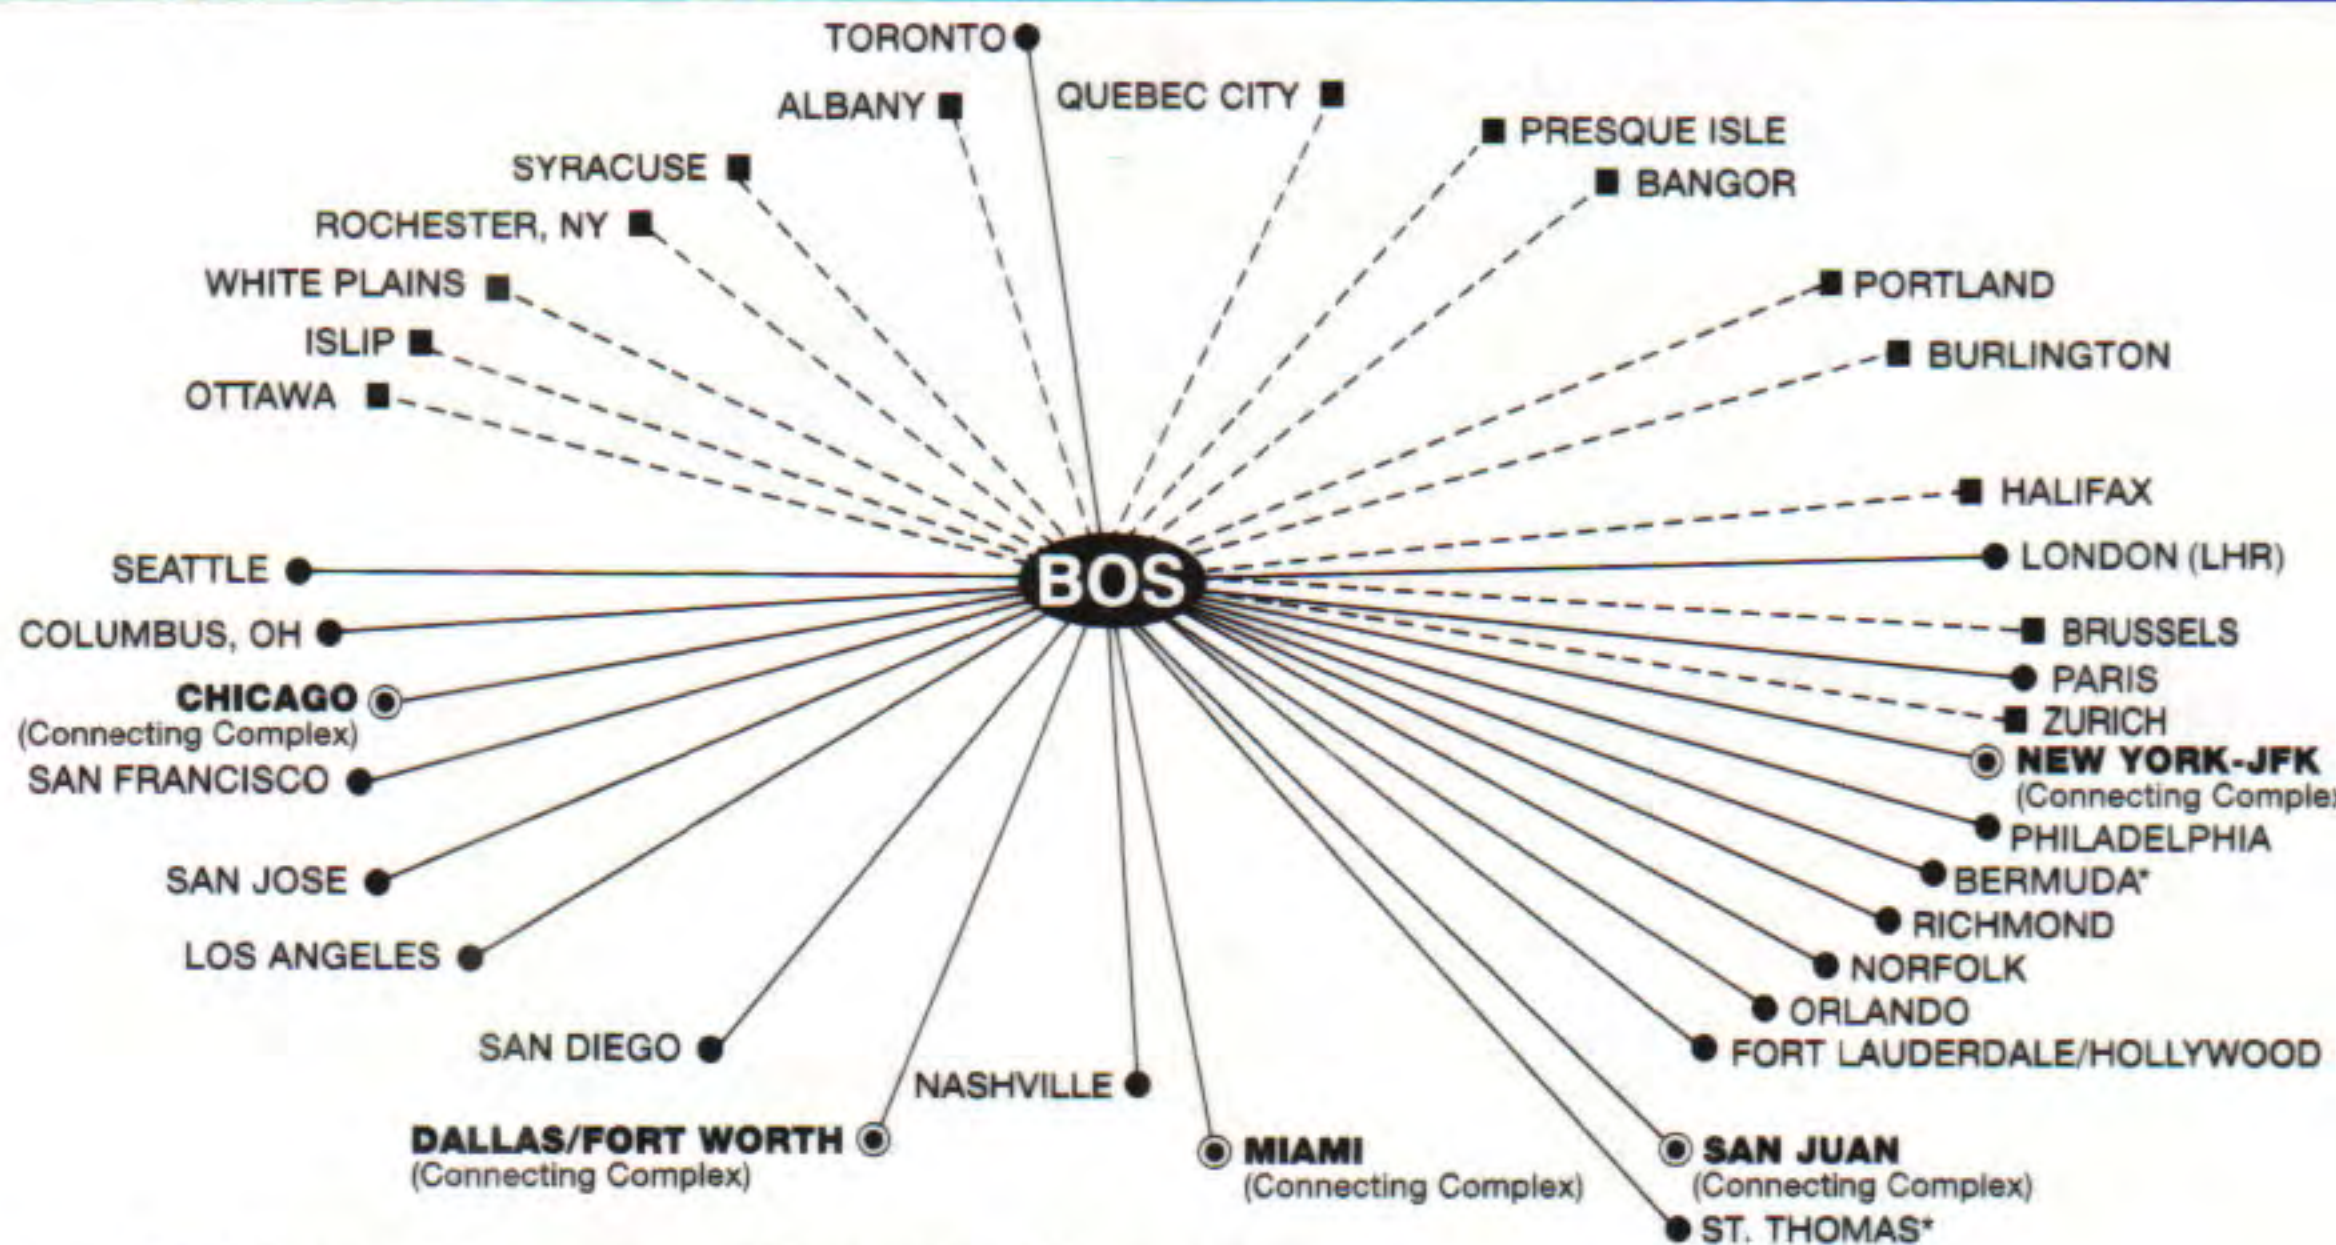 TORONTO
ALBANY
QUEBEC CITY
PRESQUE ISLE
SYRACUSE
BANGOR
ROCHESTER, NY
WHITE PLAINS
PORTLAND
ISLIP
BURLINGTON
OTTAWA
HALIFAX
SEATTLE
BOS
LONDON (LHR)
COLUMBUS, OH
BRUSSELS
PARIS
CHICAGO
(Connecting Complex)
ZURICH
NEW YORK-JFK
(Connecting Complex
SAN FRANCISCO
PHILADELPHIA
SAN JOSE
BERMUDA*
RICHMOND
LOS ANGELES
NORFOLK
ORLANDO
SAN DIEGO
FORT LAUDERDALE/HOLLYWOOD
NASHVILLE
DALLAS/FORT WORTH
(Connecting Complex)
MIAMI
(Connecting Complex)
SAN JUAN
(Connecting Complex)
ST. THOMAS*